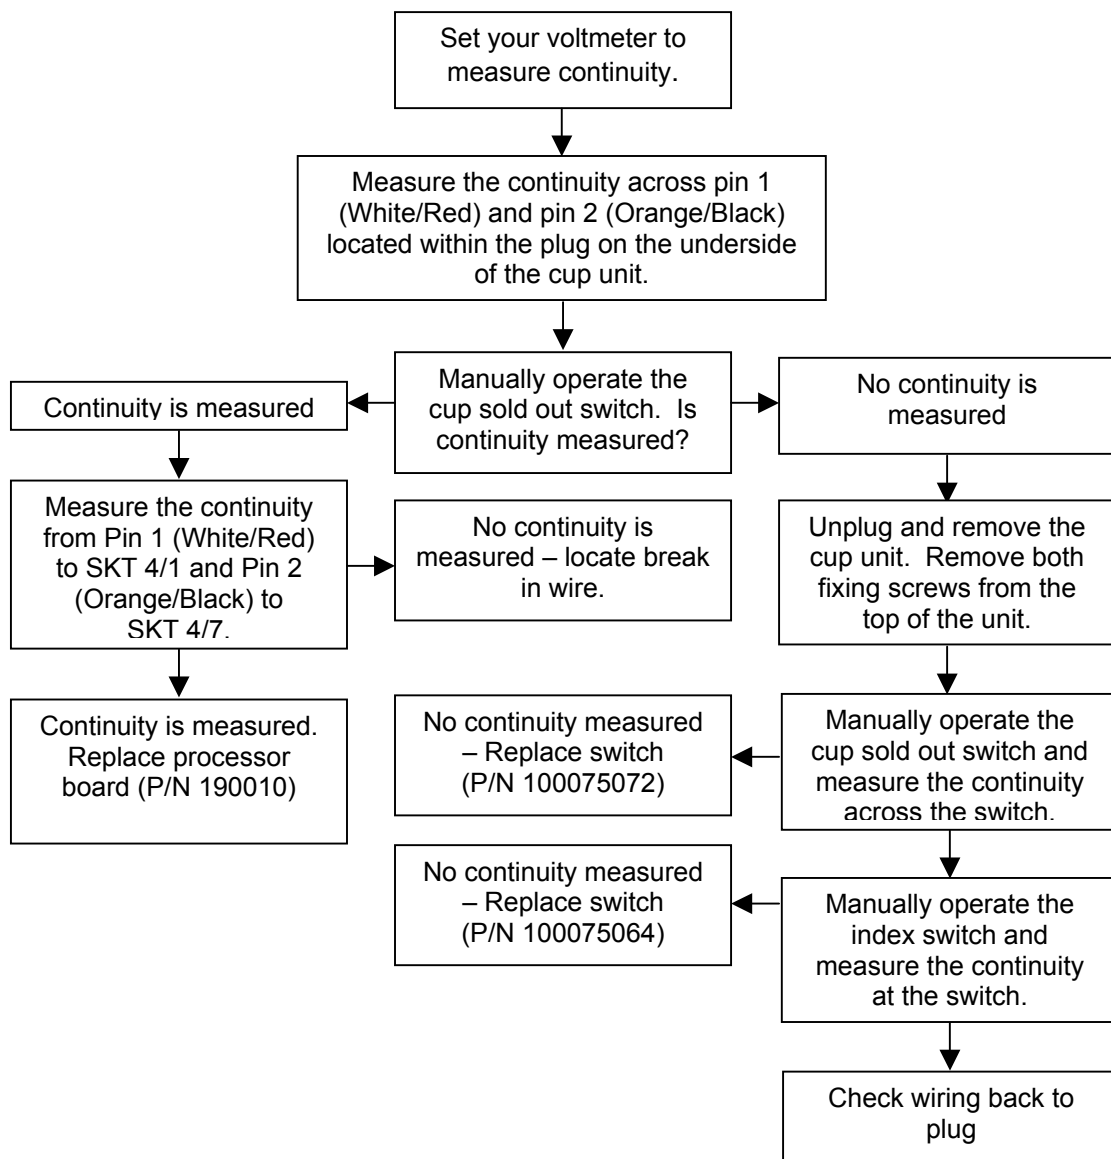 Set your voltmeter to
measure continuity.
Measure the continuity across pin 1
(White/Red) and pin 2 (Orange/Black)
located within the plug on the underside
of the cup unit.
Manually operate the
cup sold out switch.  Is
continuity measured?
Continuity is measured
No continuity is
measured
Measure the continuity
from Pin 1 (White/Red)
to SKT 4/1 and Pin 2
(Orange/Black) to
SKT 4/7.
No continuity is
measured – locate break
in wire.
Unplug and remove the
cup unit.  Remove both
fixing screws from the
top of the unit.
Continuity is measured.
Replace processor
board (P/N 190010)
No continuity measured
– Replace switch
(P/N 100075072)
Manually operate the
cup sold out switch and
measure the continuity
across the switch.
No continuity measured
– Replace switch
(P/N 100075064)
Manually operate the
index switch and
measure the continuity
at the switch.
Check wiring back to
plug